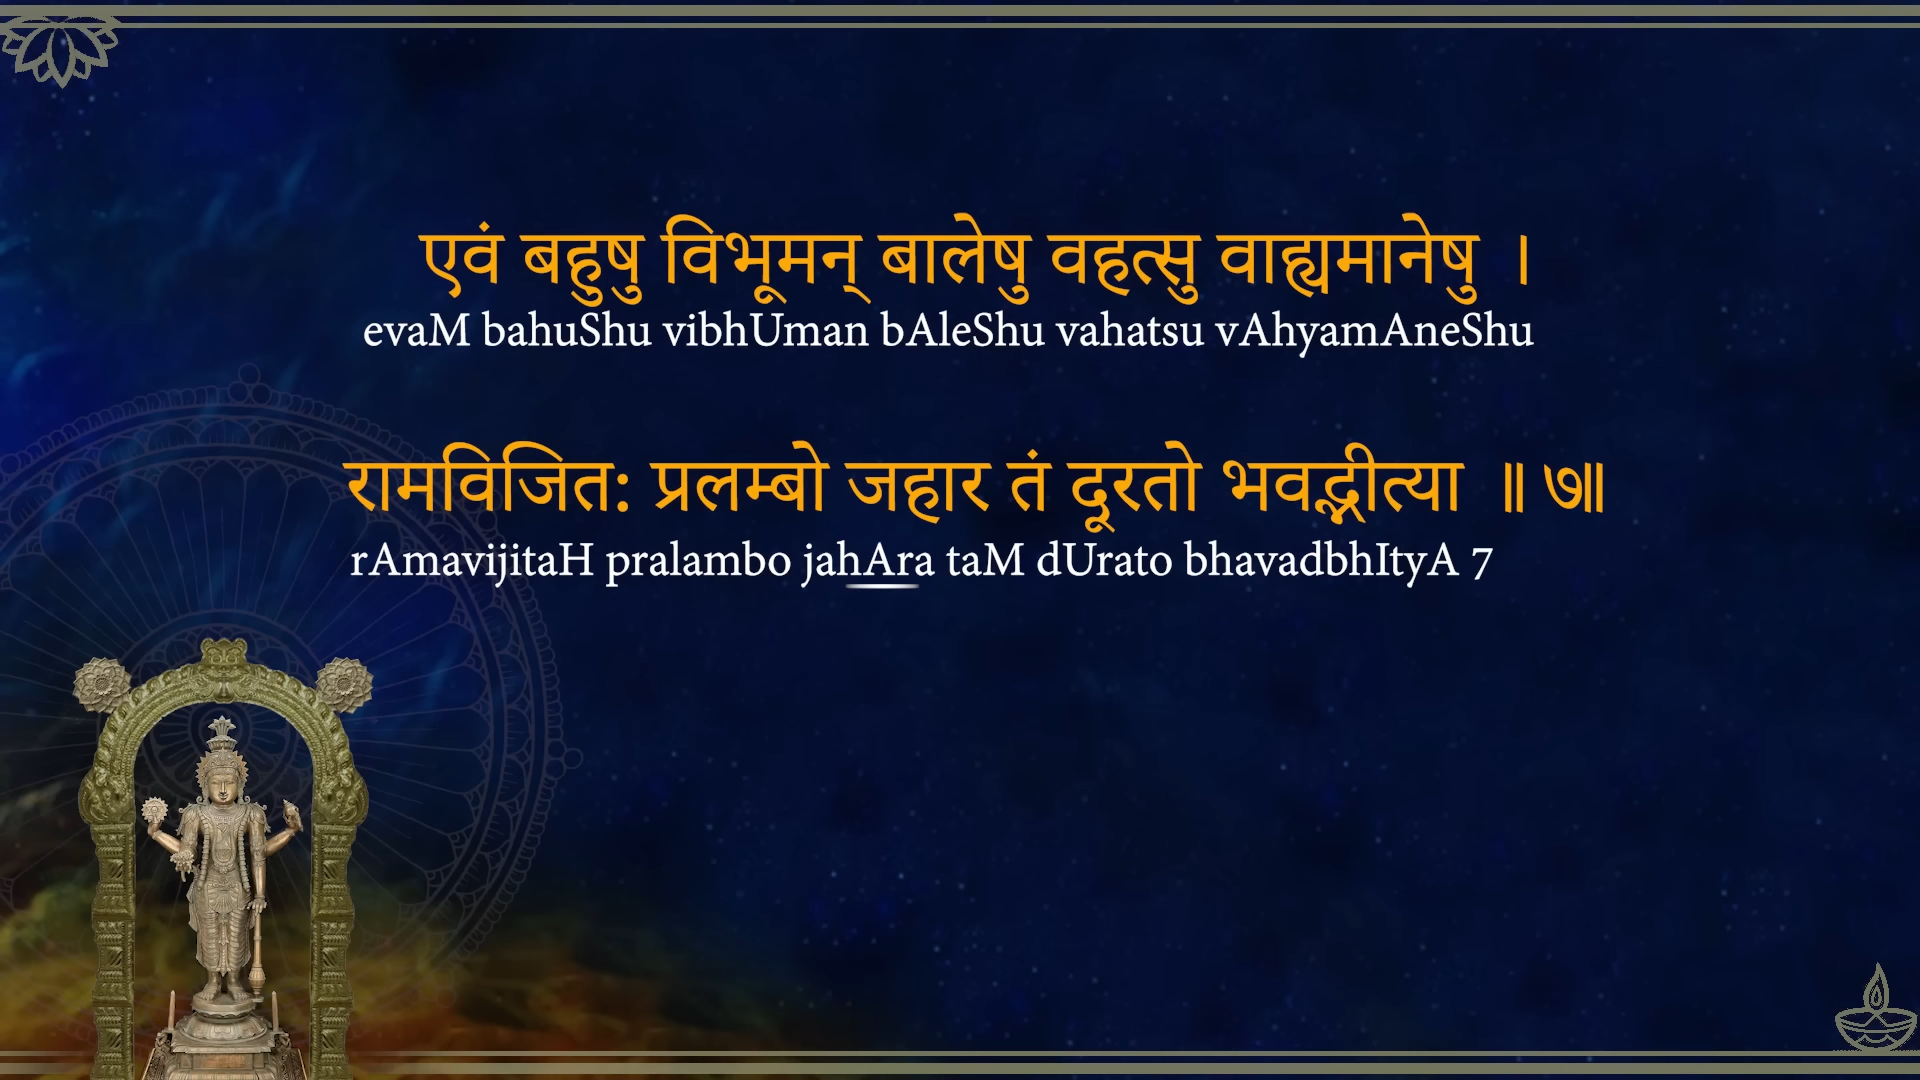 एवं बहुषु विभूमन् बालेषु वहत्सु वाह्यमानेषु ।
evaM bahuShu vibhUman bAleShu vahatsu vAhyamAneShu
रामविजित: प्रलम्बो जहार तं दूरतो भवद्भीत्या ॥ ७॥
rAmavijitaH pralambo jahAra taM dUrato bhavadbhItyA 7